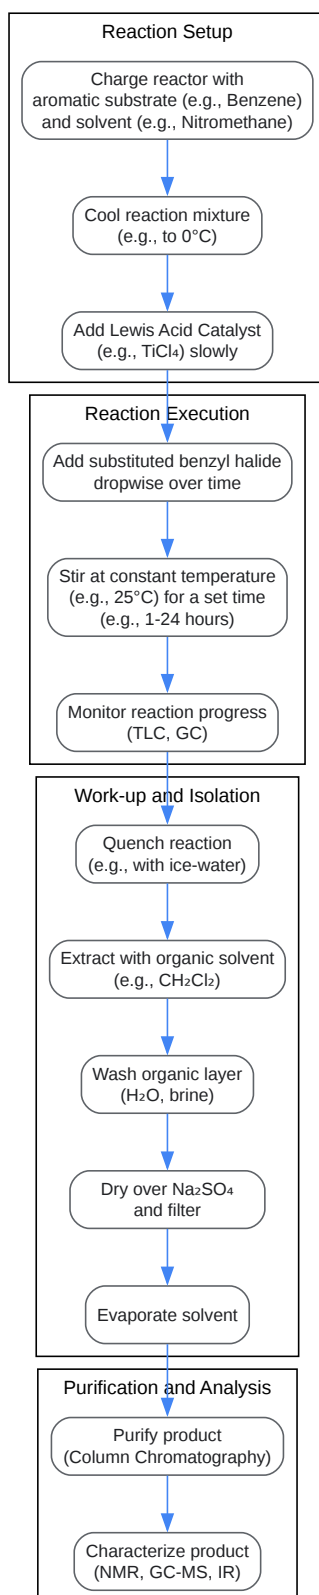 Reaction Setup
Charge reactor with
aromatic substrate (e.g., Benzene)
and solvent (e.g., Nitromethane)
Cool reaction mixture
(e.g., to 0°C)
Add Lewis Acid Catalyst
(e.g., TiCl₄) slowly
Reaction Execution
Add substituted benzyl halide
dropwise over time
Stir at constant temperature
(e.g., 25°C) for a set time
(e.g., 1-24 hours)
Monitor reaction progress
(TLC, GC)
Work-up and Isolation
Quench reaction
(e.g., with ice-water)
Extract with organic solvent
(e.g., CH₂Cl₂)
Wash organic layer
(H₂O, brine)
Dry over Na₂SO₄
and filter
Evaporate solvent
Purification and Analysis
Purify product
(Column Chromatography)
Characterize product
(NMR, GC-MS, IR)